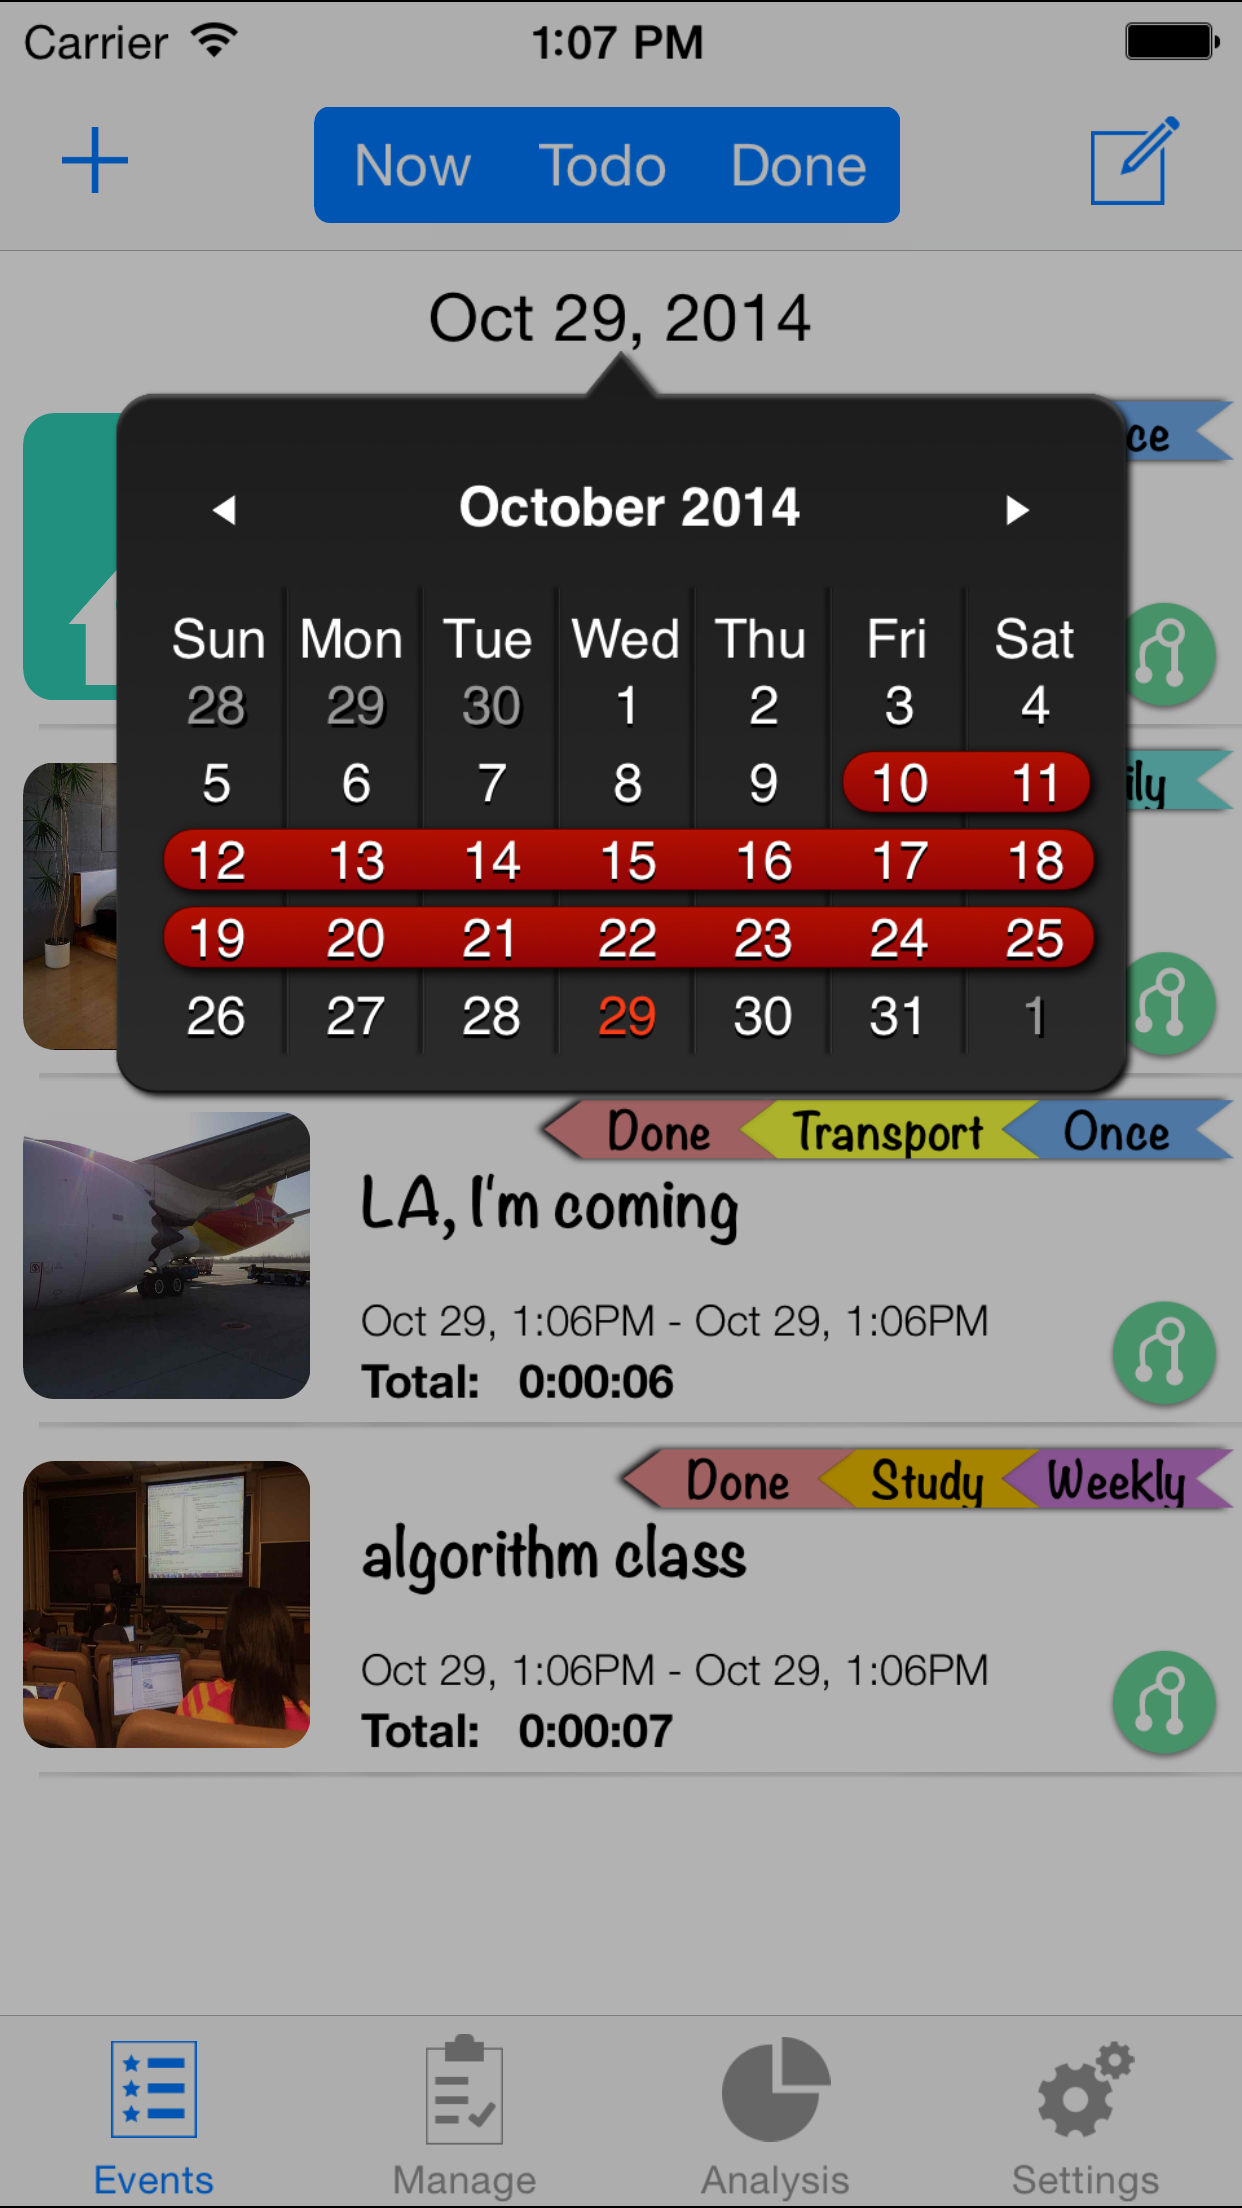 Carrier 1:07 PM
Now Todo Done
Oct 29, 2014
ce
October 2014
Sun Mon Tue Wed Thu Fri Sat
28 29 30 1 2 3 4
5 6 7 8 9 10 11
ily
12 13 14 15 16 17 18
19 20 21 22 23 24 25
26 27 28 29 30 31 1
Done Transport Once
LA, I'm coming
Oct 29, 1:06PM - Oct 29, 1:06PM
Total: 0:00:06
Done Study Weekly
algorithm class
Oct 29, 1:06PM - Oct 29, 1:06PM
Total: 0:00:07
Events Manage Analysis Settings